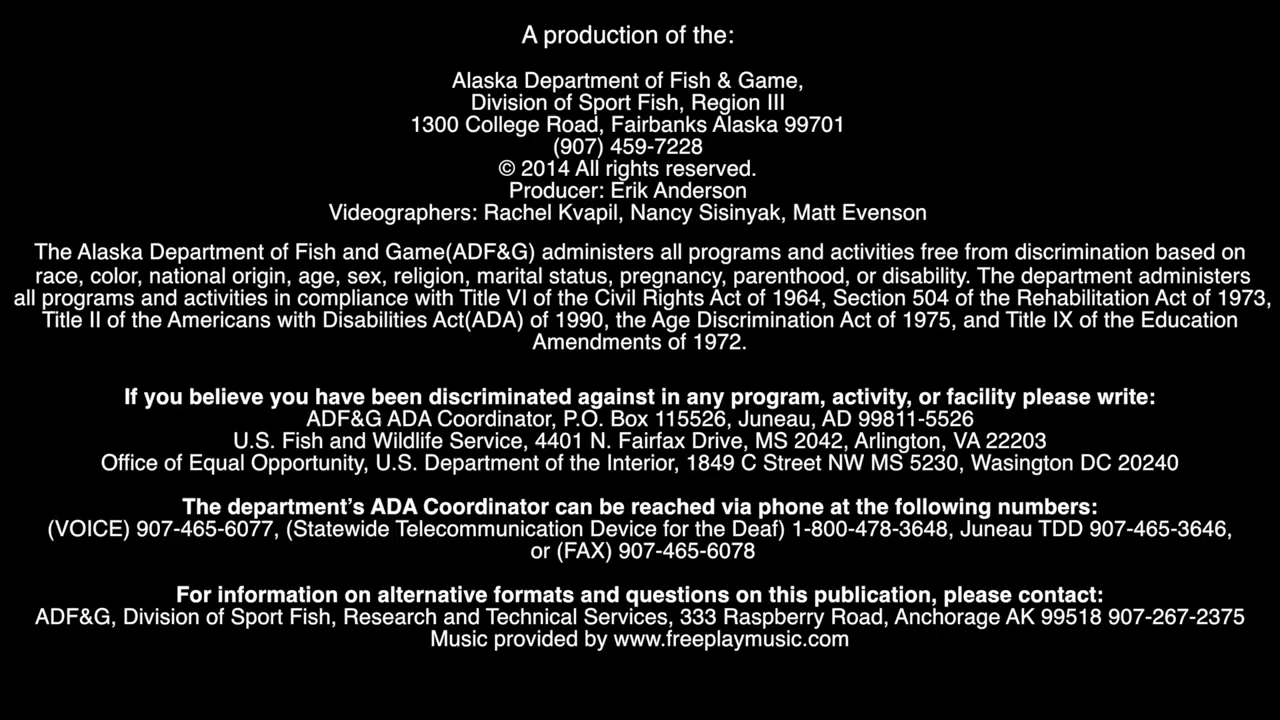 A production of the:
Alaska Department of Fish & Game,
Division of Sport Fish, Region III
1300 College Road, Fairbanks Alaska 99701
(907) 459-7228
© 2014 All rights reserved.
Producer: Erik Anderson
Videographers: Rachel Kvapil, Nancy Sisinyak, Matt Evenson
The Alaska Department of Fish and Game(ADF&G) administers all programs and activities free from discrimination based on
race, color, national origin, age, sex, religion, marital status, pregnancy, parenthood, or disability. The department administers
all programs and activities in compliance with Title VI of the Civil Rights Act of 1964, Section 504 of the Rehabilitation Act of 1973,
Title II of the Americans with Disabilities Act(ADA) of 1990, the Age Discrimination Act of 1975, and Title IX of the Education
Amendments of 1972.
If you believe you have been discriminated against in any program, activity, or facility please write:
ADF&G ADA Coordinator, P.O. Box 115526, Juneau, AD 99811-5526
U.S. Fish and Wildlife Service, 4401 N. Fairfax Drive, MS 2042, Arlington, VA 22203
Office of Equal Opportunity, U.S. Department of the Interior, 1849 C Street NW MS 5230, Wasington DC 20240
The department’s ADA Coordinator can be reached via phone at the following numbers:
(VOICE) 907-465-6077, (Statewide Telecommunication Device for the Deaf) 1-800-478-3648, Juneau TDD 907-465-3646,
or (FAX) 907-465-6078
For information on alternative formats and questions on this publication, please contact:
ADF&G, Division of Sport Fish, Research and Technical Services, 333 Raspberry Road, Anchorage AK 99518 907-267-2375
Music provided by www.freeplaymusic.com